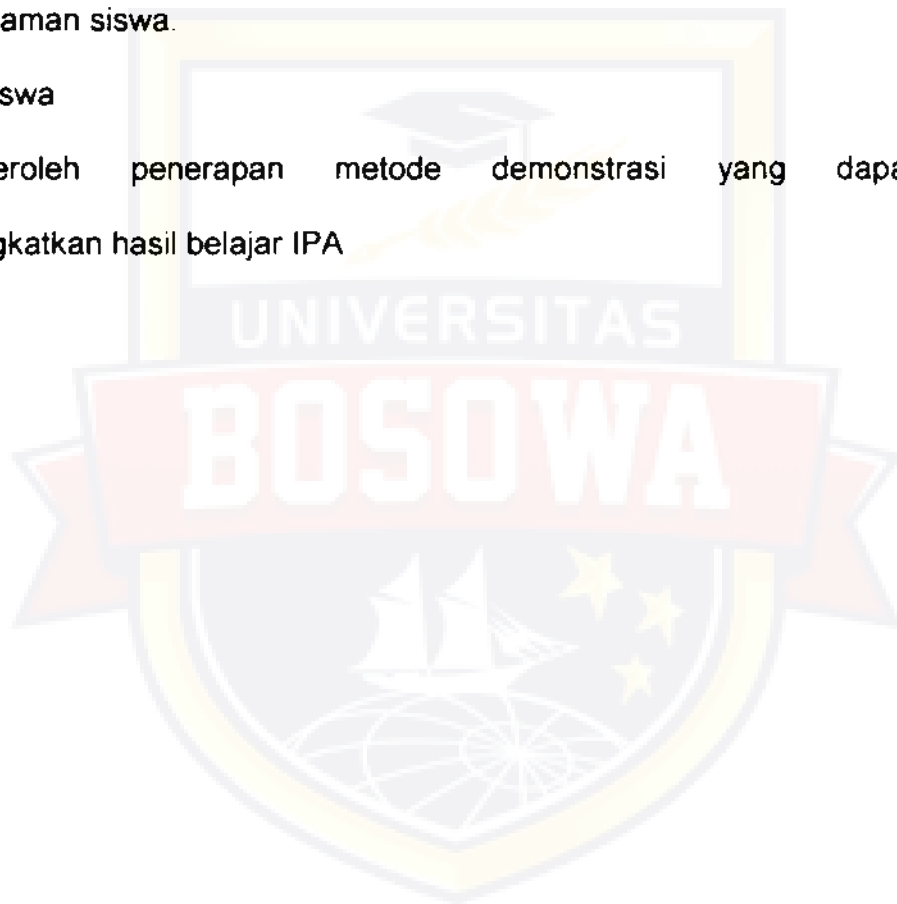 aman siswa.
swa
eroleh penerapan metode demonstrasi yang dapa
gkatkan hasil belajar IPA
UNIVERSITAS
BOSOWA